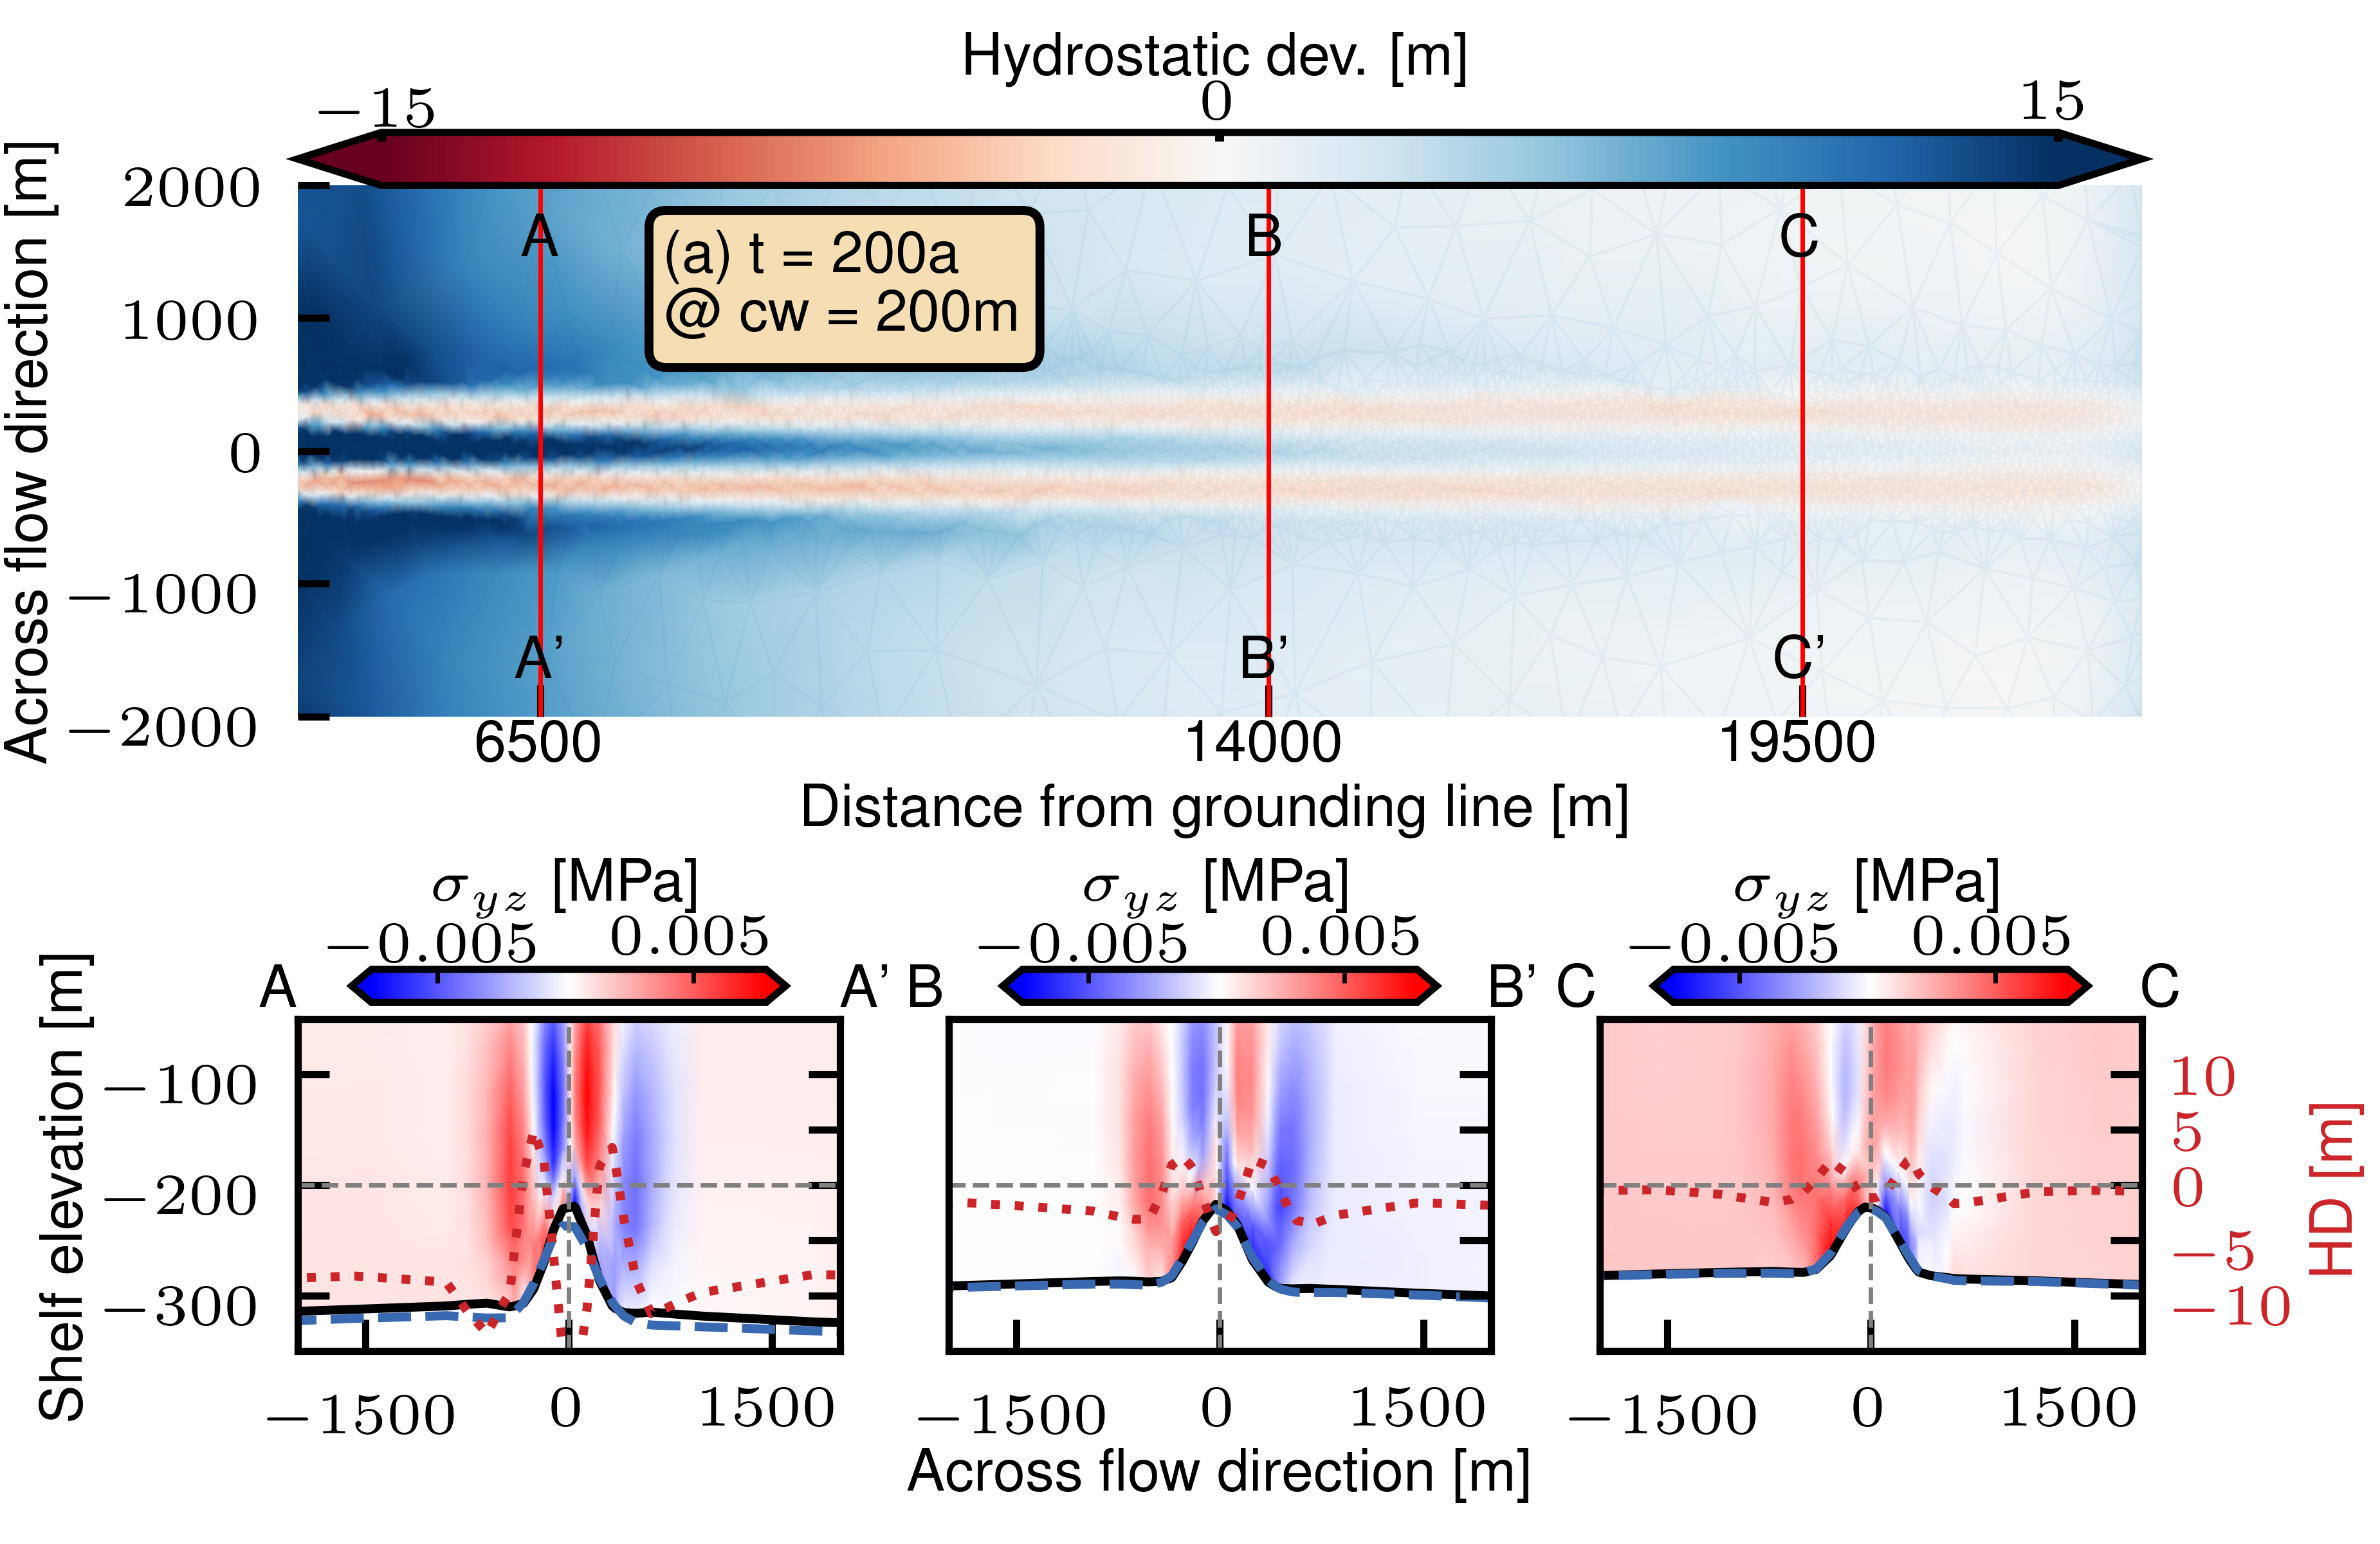 Hydrostatic dev. [m]
−15 0 15
Across flow direction [m]
2000
1000
0
−1000
−2000
A B C
(a) t = 200a
@ cw = 200m
A' B' C'
6500 14000 19500
Distance from grounding line [m]
σyz [MPa] σyz [MPa] σyz [MPa]
−0.005 0.005 −0.005 0.005 −0.005 0.005
A A' B B' C C
Shelf elevation [m]
−100
−200
−300
10
5
0
−5
−10
HD [m]
−1500 0 1500 −1500 0 1500 −1500 0 1500
Across flow direction [m]